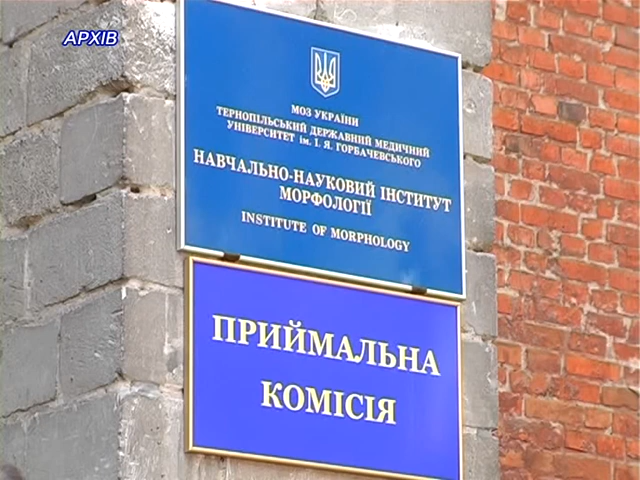 АРХІВ
МОЗ УКРАЇНИ
ТЕРНОПІЛЬСЬКИЙ ДЕРЖАВНИЙ МЕДИЧНИЙ
УНІВЕРСИТЕТ ім. І. Я. ГОРБАЧЕВСЬКОГО
НАВЧАЛЬНО-НАУКОВИЙ ІНСТИТУТ
МОРФОЛОГІЇ
INSTITUTE OF MORPHOLOGY
ПРИЙМАЛЬНА
КОМІСІЯ